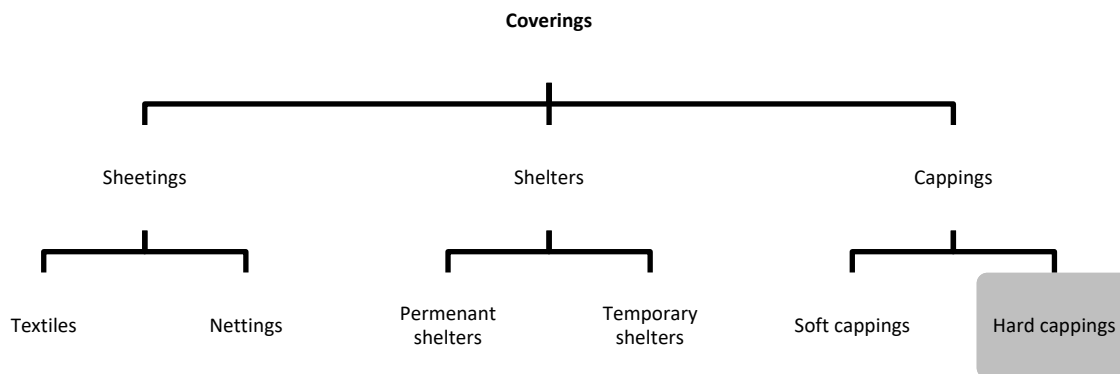 Coverings
Sheetings
Shelters
Cappings
Textiles
Nettings
Permenant
shelters
Temporary
shelters
Soft cappings
Hard cappings